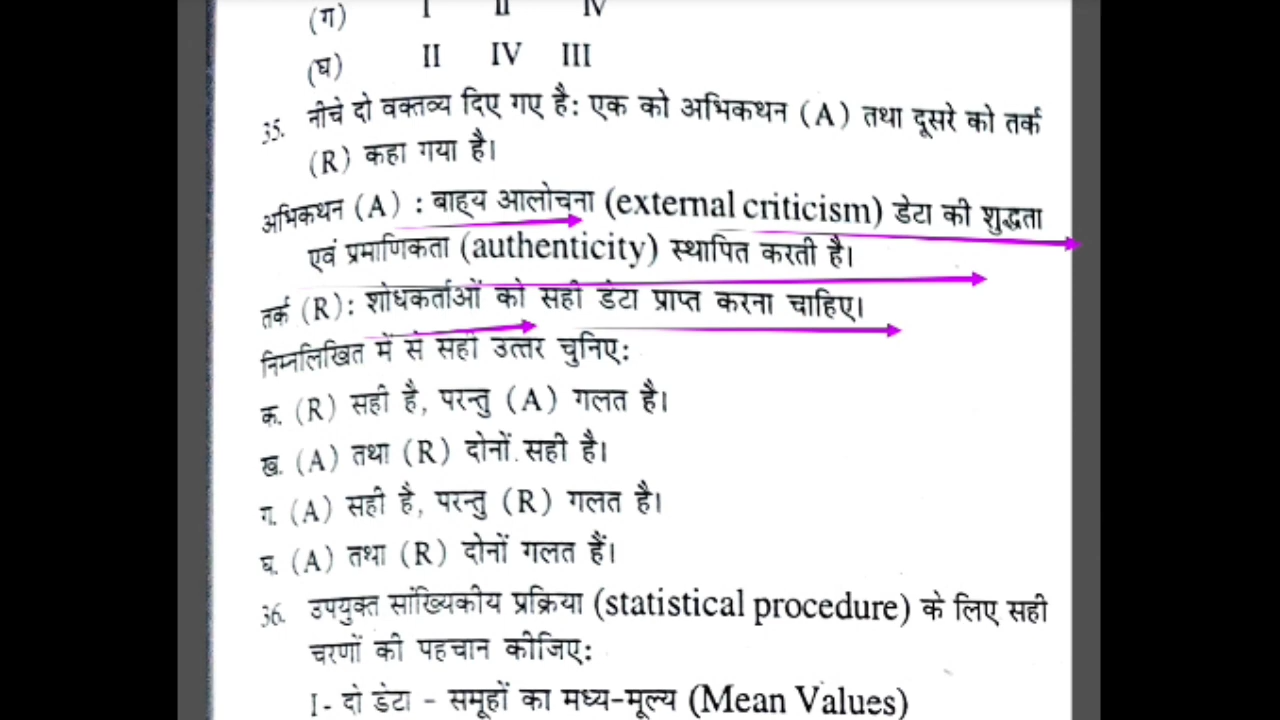 (ग) I II IV
(घ) II IV III
35. नीचे दो वक्तव्य दिए गए है: एक को अभिकथन (A) तथा दूसरे को तर्क
(R) कहा गया है।
अभिकथन (A) : बाह्य आलोचना (external criticism) डेटा की शुद्धता
एवं प्रमाणिकता (authenticity) स्थापित करती है।
तर्क (R): शोधकर्ताओं को सही डेटा प्राप्त करना चाहिए।
निम्नलिखित में से सही उत्तर चुनिए:
क. (R) सही है, परन्तु (A) गलत है।
ख. (A) तथा (R) दोनों सही है।
ग. (A) सही है, परन्तु (R) गलत है।
घ. (A) तथा (R) दोनों गलत हैं।
36. उपयुक्त सांख्यिकीय प्रक्रिया (statistical procedure) के लिए सही
चरणों की पहचान कीजिए:
I- दो डेटा - समूहों का मध्य-मूल्य (Mean Values)